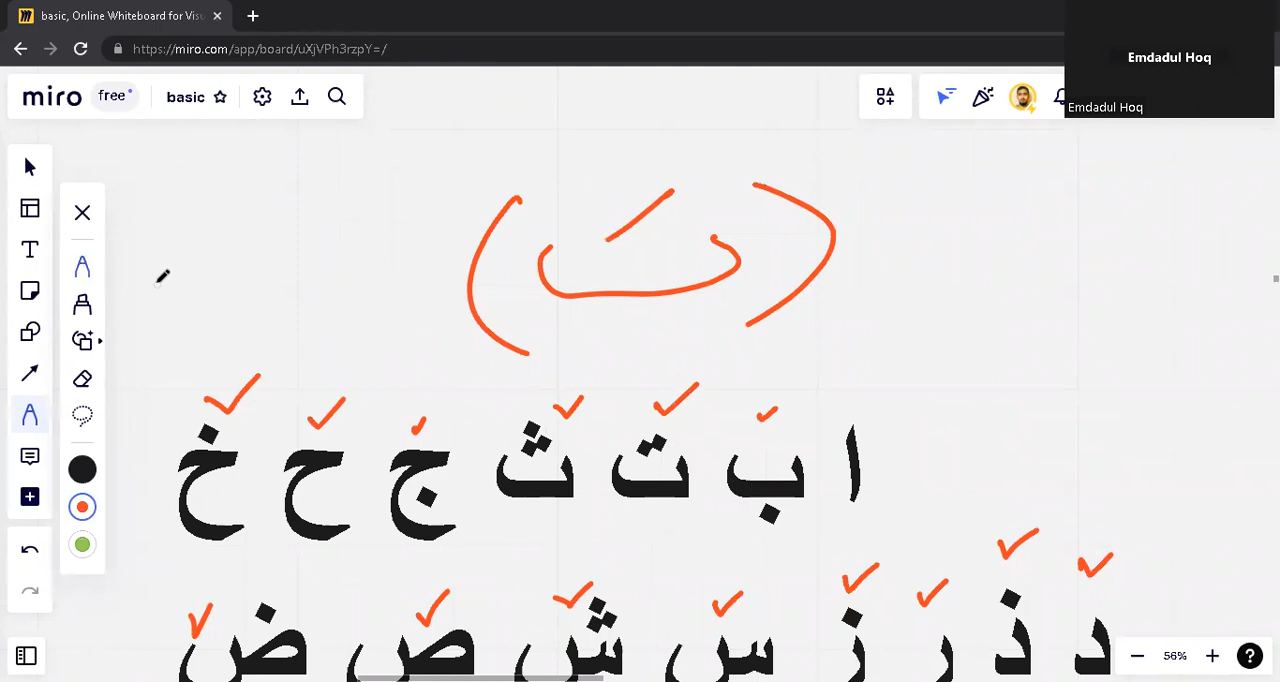 basic, Online Whiteboard for Visu
https://miro.com/app/board/uXjVPh3rzpY=/
Emdadul Hoq
Emdadul Hoq
miro free basic
ا ب ت ث ج ح خ
د ذ ر ز س ش ص ض
56%